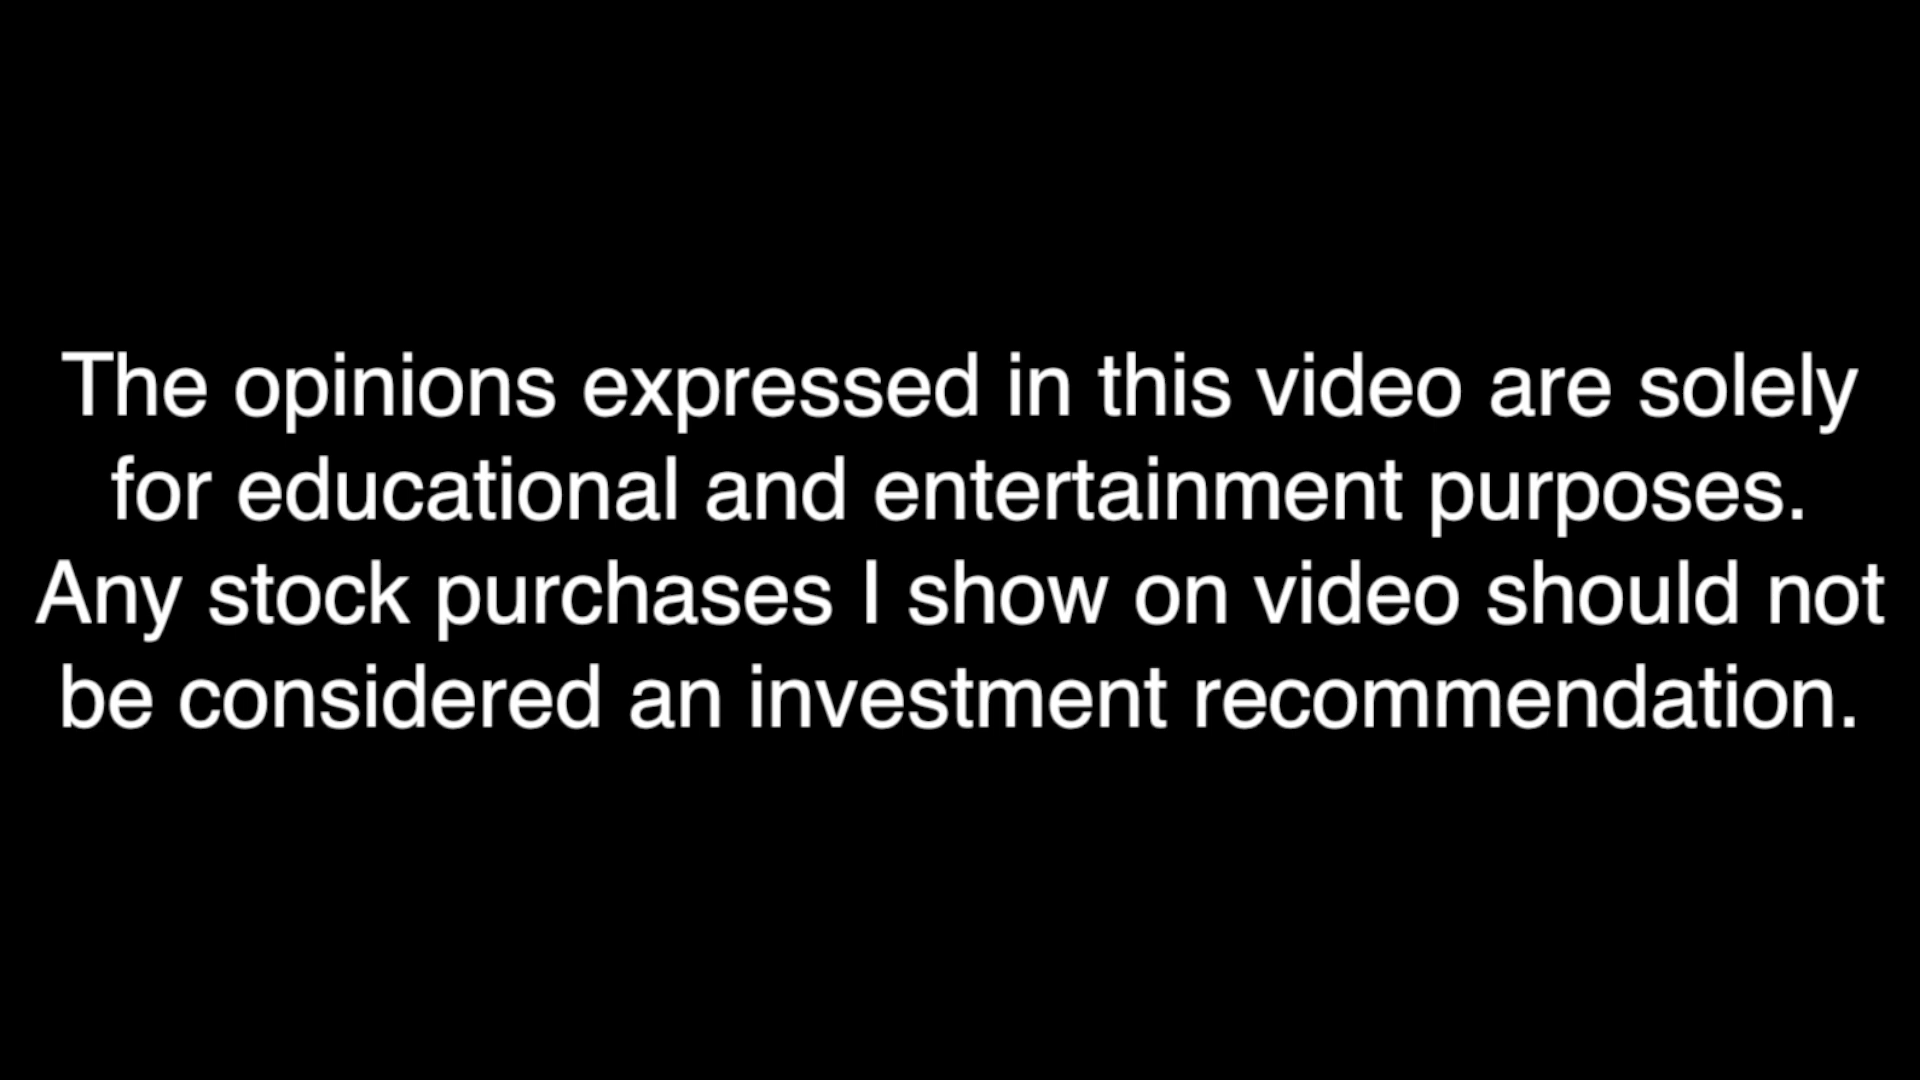 The opinions expressed in this video are solely
for educational and entertainment purposes.
Any stock purchases I show on video should not
be considered an investment recommendation.